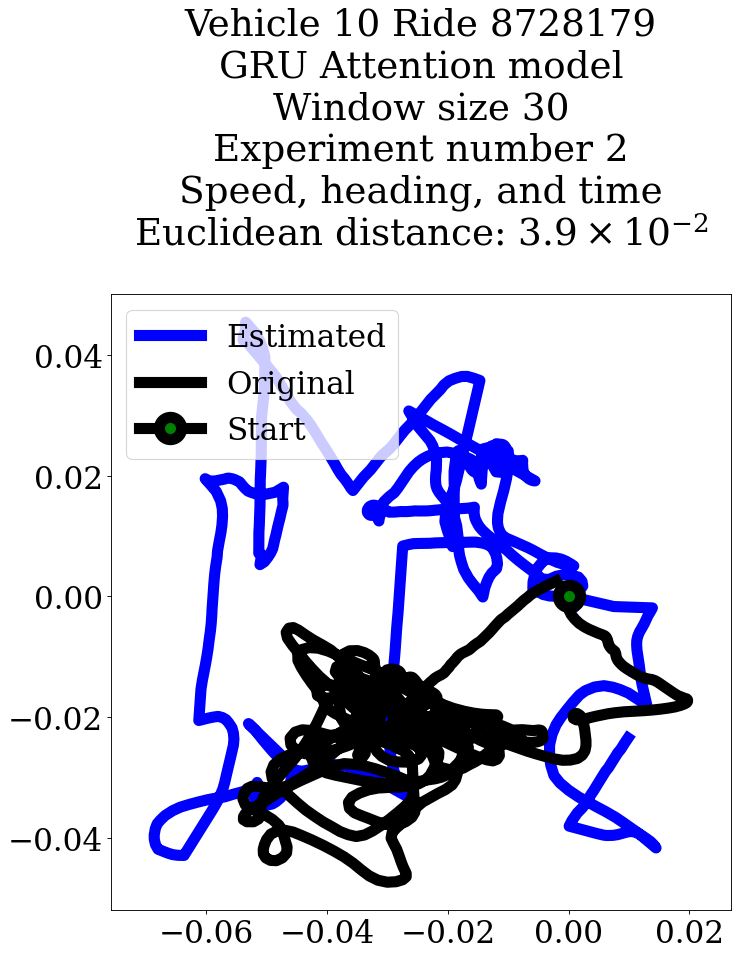 Vehicle 10 Ride 8728179
GRU Attention model
Window size 30
Experiment number 2
Speed, heading, and time
Euclidean distance: 3.9 × 10⁻²
Estimated
Original
Start
0.04
0.02
0.00
−0.02
−0.04
−0.06 −0.04 −0.02 0.00 0.02